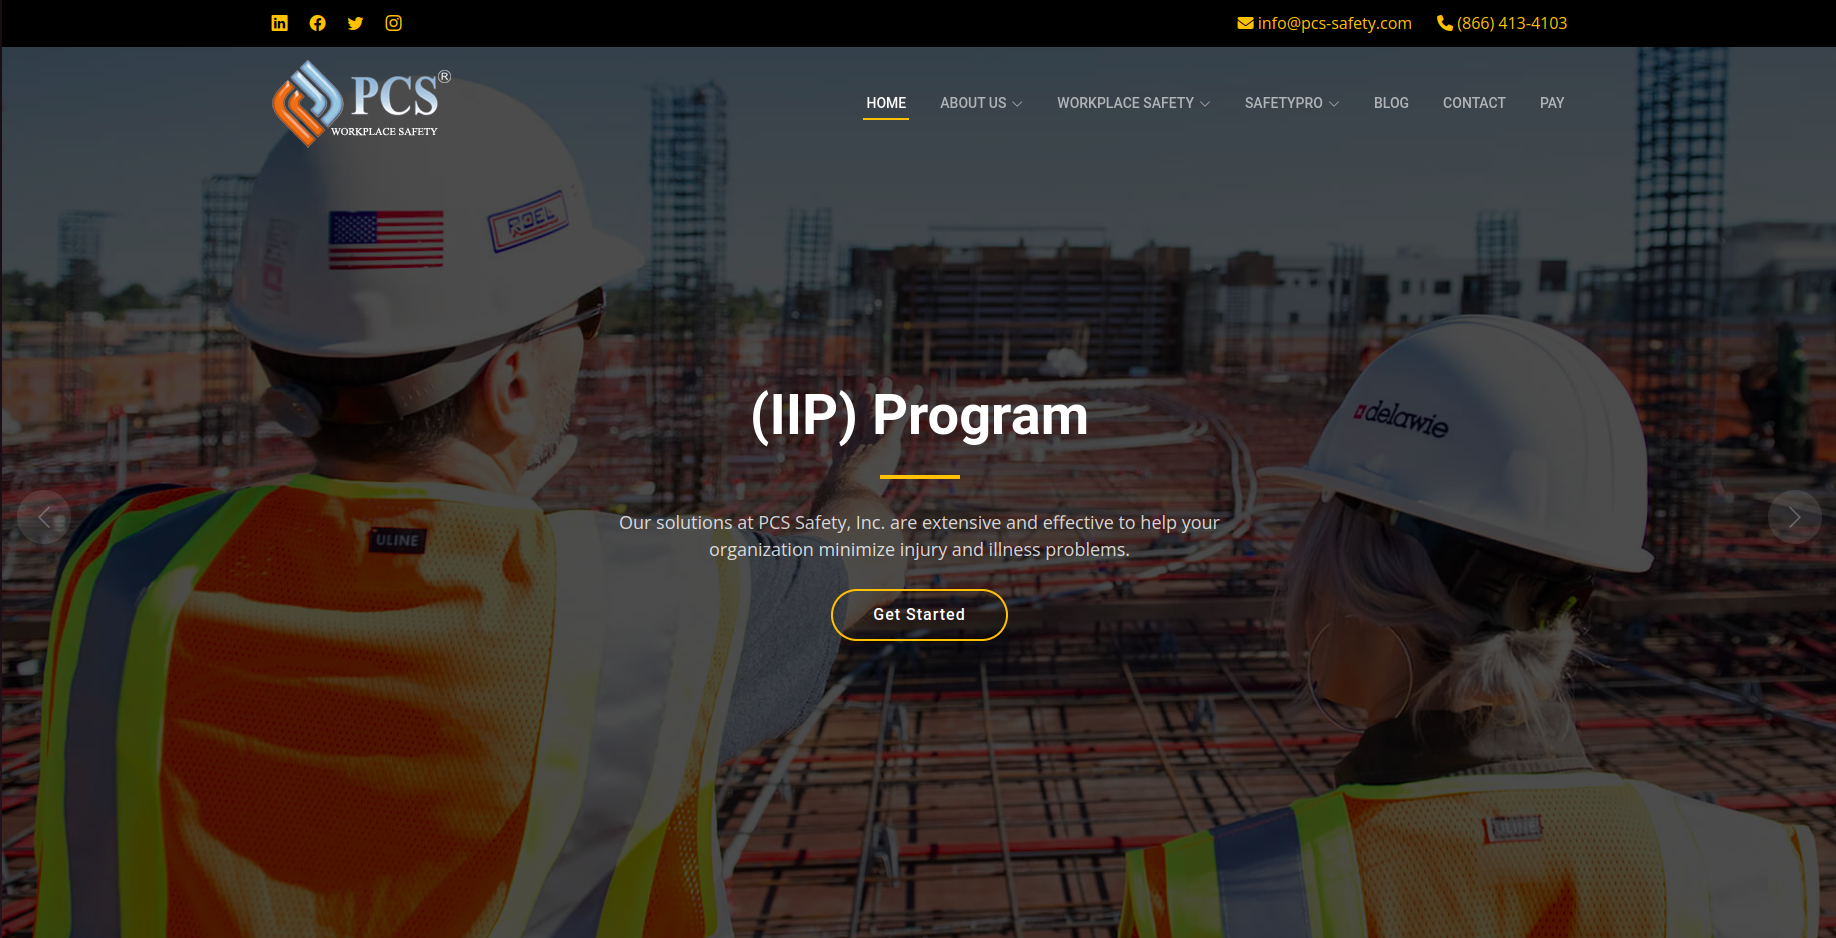 info@pcs-safety.com (866) 413-4103
PCS®
WORKPLACE SAFETY
HOME ABOUT US WORKPLACE SAFETY SAFETYPRO BLOG CONTACT PAY
ROEL
delawie
(IIP) Program
Our solutions at PCS Safety, Inc. are extensive and effective to help your
organization minimize injury and illness problems.
ULINE
Get Started
ULINE